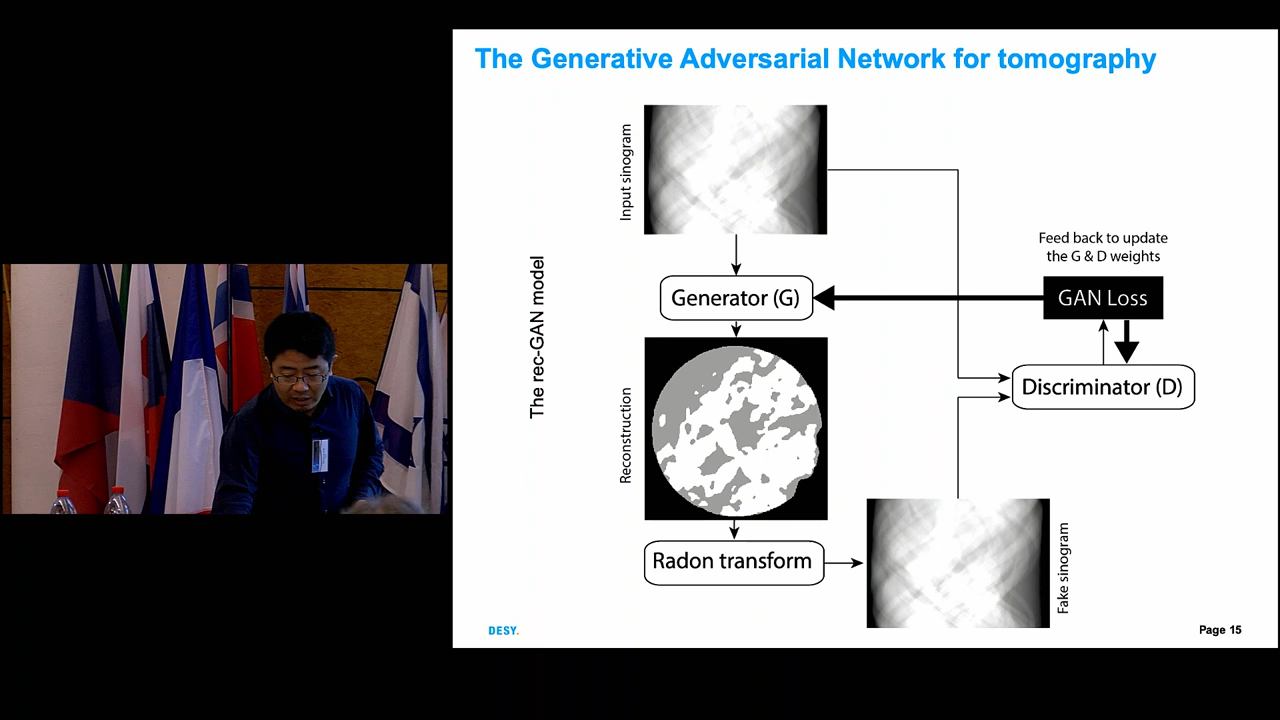 The Generative Adversarial Network for tomography
Input sinogram
Feed back to update
the G & D weights
The rec-GAN model
Generator (G)
GAN Loss
Discriminator (D)
Reconstruction
Radon transform
Fake sinogram
DESY.
Page 15